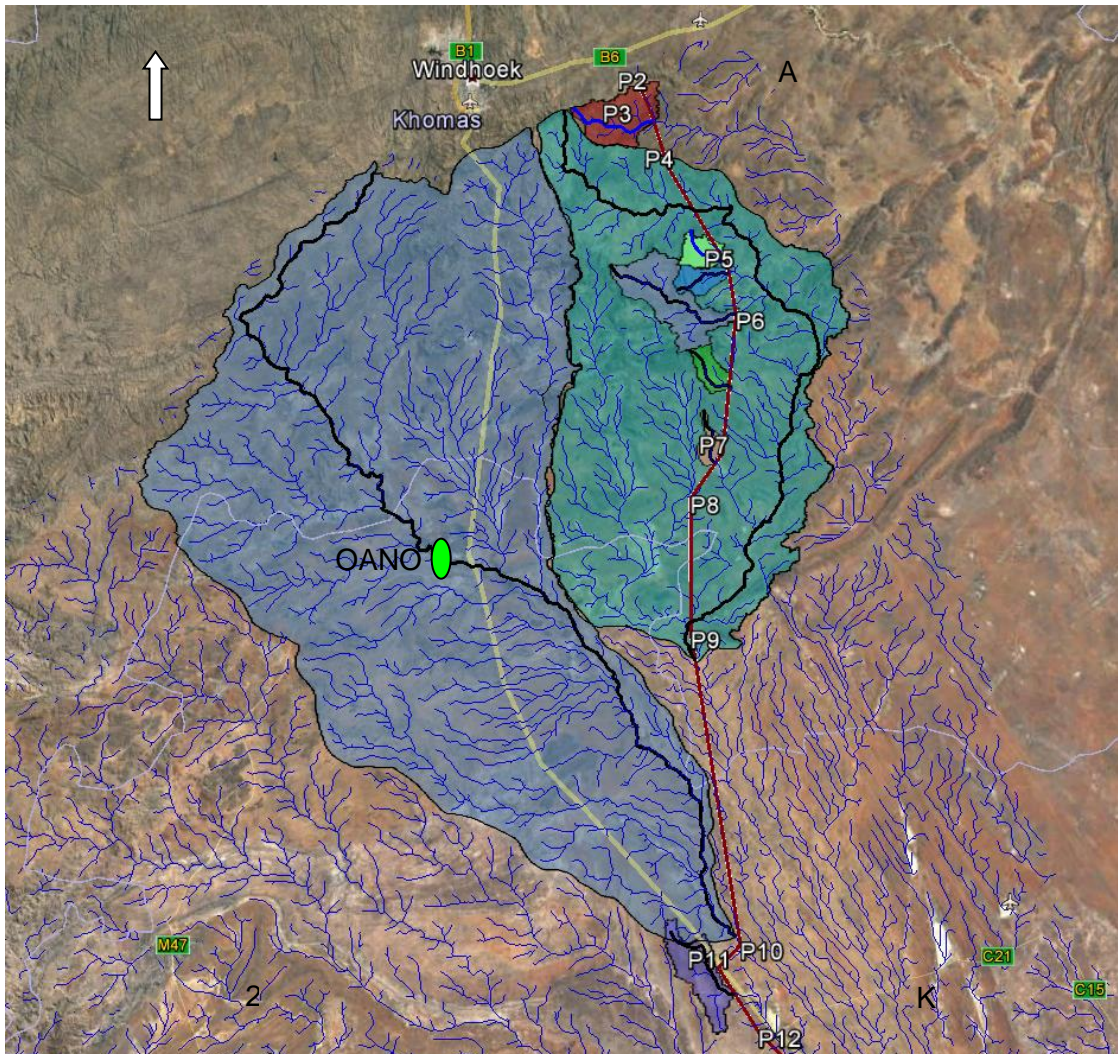 B1
B6
Windhoek
Khomas
A
P2
P3
P4
P5
P6
P7
P8
OANO
P9
P10
P11
M47
C21
2
K
C15
P12